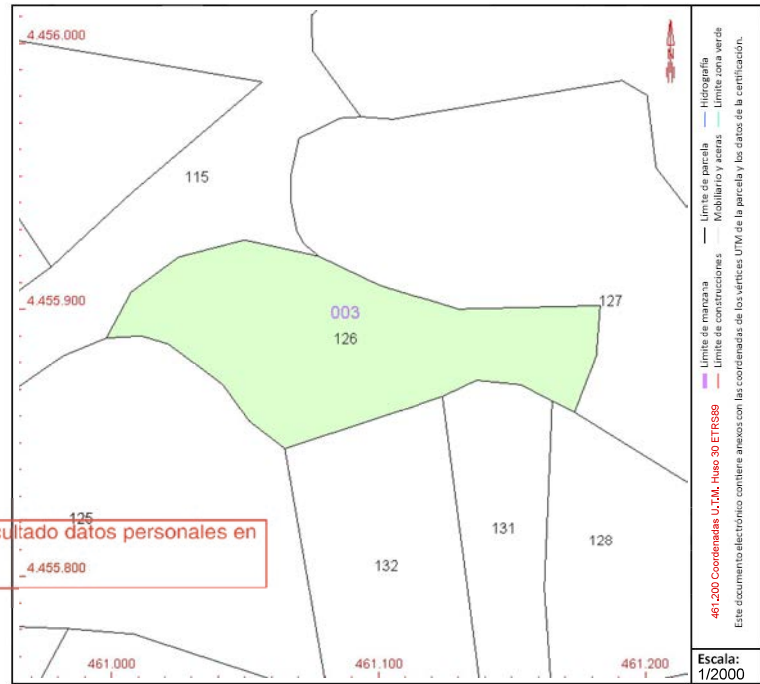 4.456.000
115
4.455.900
003
126
127
125
cultado datos personales en
4.455.800
132
131
128
461.000
461.100
461.200
Límite de manzana
Límite de parcela
Hidrografía
Límite de construcciones
Mobiliario y aceras
Límite zona verde
461.200 Coordenadas U.T.M. Huso 30 ETRS89
Este documento electrónico contiene anexos con las coordenadas de los vértices UTM de la parcela y los datos de la certificación.
Escala:
1/2000